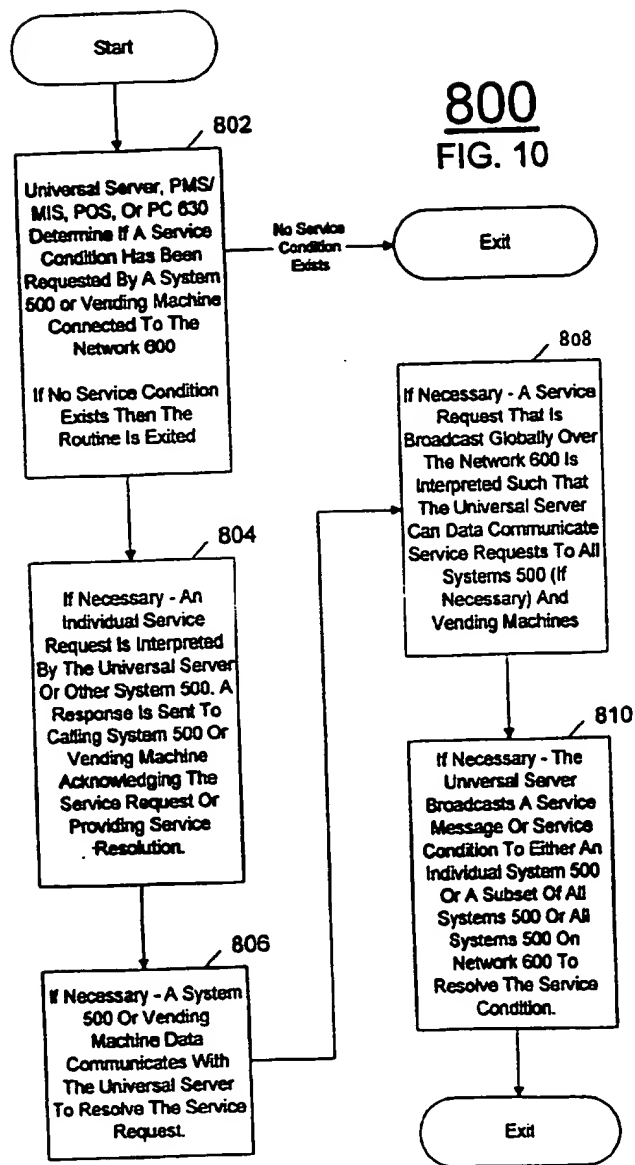 Start
800
FIG. 10
802
Universal Server, PMS/
MIS, POS, Or PC 630
Determine If A Service
Condition Has Been
Requested By A System
500 or Vending Machine
Connected To The
Network 600
If No Service Condition
Exists Then The
Routine Is Exited
No Service
Condition
Exists
Exit
804
If Necessary - An
Individual Service
Request Is Interpreted
By The Universal Server
Or Other System 500. A
Response Is Sent To
Calling System 500 Or
Vending Machine
Acknowledging The
Service Request Or
Providing Service
Resolution.
806
If Necessary - A System
500 Or Vending
Machine Data
Communicates With
The Universal Server
To Resolve The Service
Request.
808
If Necessary - A Service
Request That Is
Broadcast Globally Over
The Network 600 Is
Interpreted Such That
The Universal Server
Can Data Communicate
Service Requests To All
Systems 500 (If
Necessary) And
Vending Machines
810
If Necessary - The
Universal Server
Broadcasts A Service
Message Or Service
Condition To Either An
Individual System 500
Or A Subset Of All
Systems 500 Or All
Systems 500 On
Network 600 To
Resolve The Service
Condition.
Exit